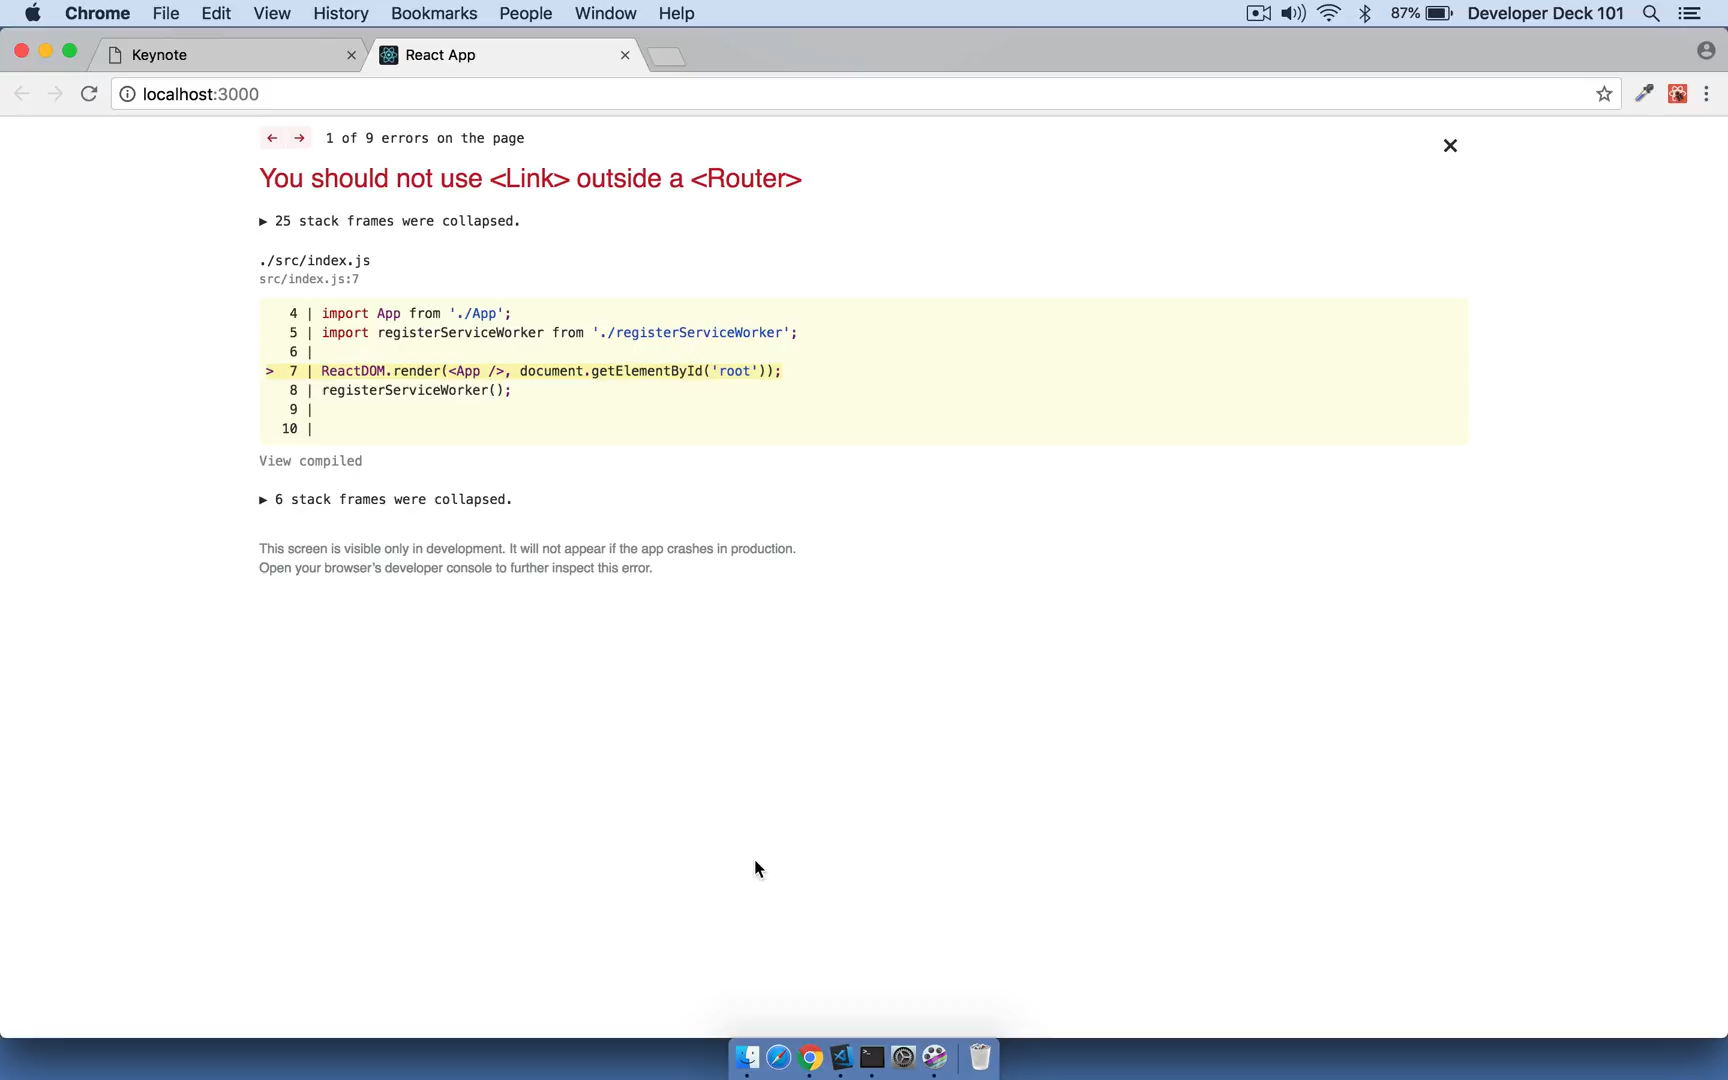 Chrome File Edit View History Bookmarks People Window Help 87% Developer Deck 101
Keynote React App
localhost:3000
1 of 9 errors on the page
You should not use <Link> outside a <Router>
▶ 25 stack frames were collapsed.
./src/index.js
src/index.js:7
4 | import App from './App';
5 | import registerServiceWorker from './registerServiceWorker';
6 |
> 7 | ReactDOM.render(<App />, document.getElementById('root'));
8 | registerServiceWorker();
9 |
10 |
View compiled
▶ 6 stack frames were collapsed.
This screen is visible only in development. It will not appear if the app crashes in production.
Open your browser’s developer console to further inspect this error.